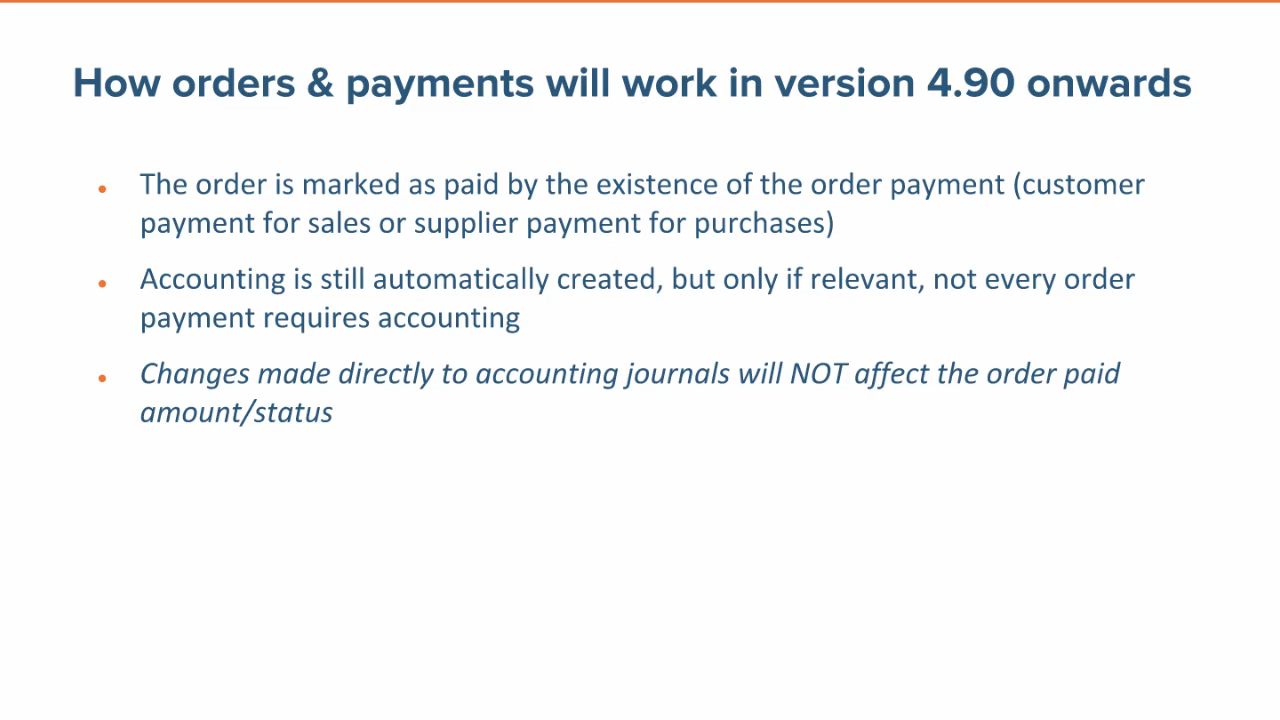 How orders & payments will work in version 4.90 onwards
The order is marked as paid by the existence of the order payment (customer
payment for sales or supplier payment for purchases)
Accounting is still automatically created, but only if relevant, not every order
payment requires accounting
Changes made directly to accounting journals will NOT affect the order paid
amount/status